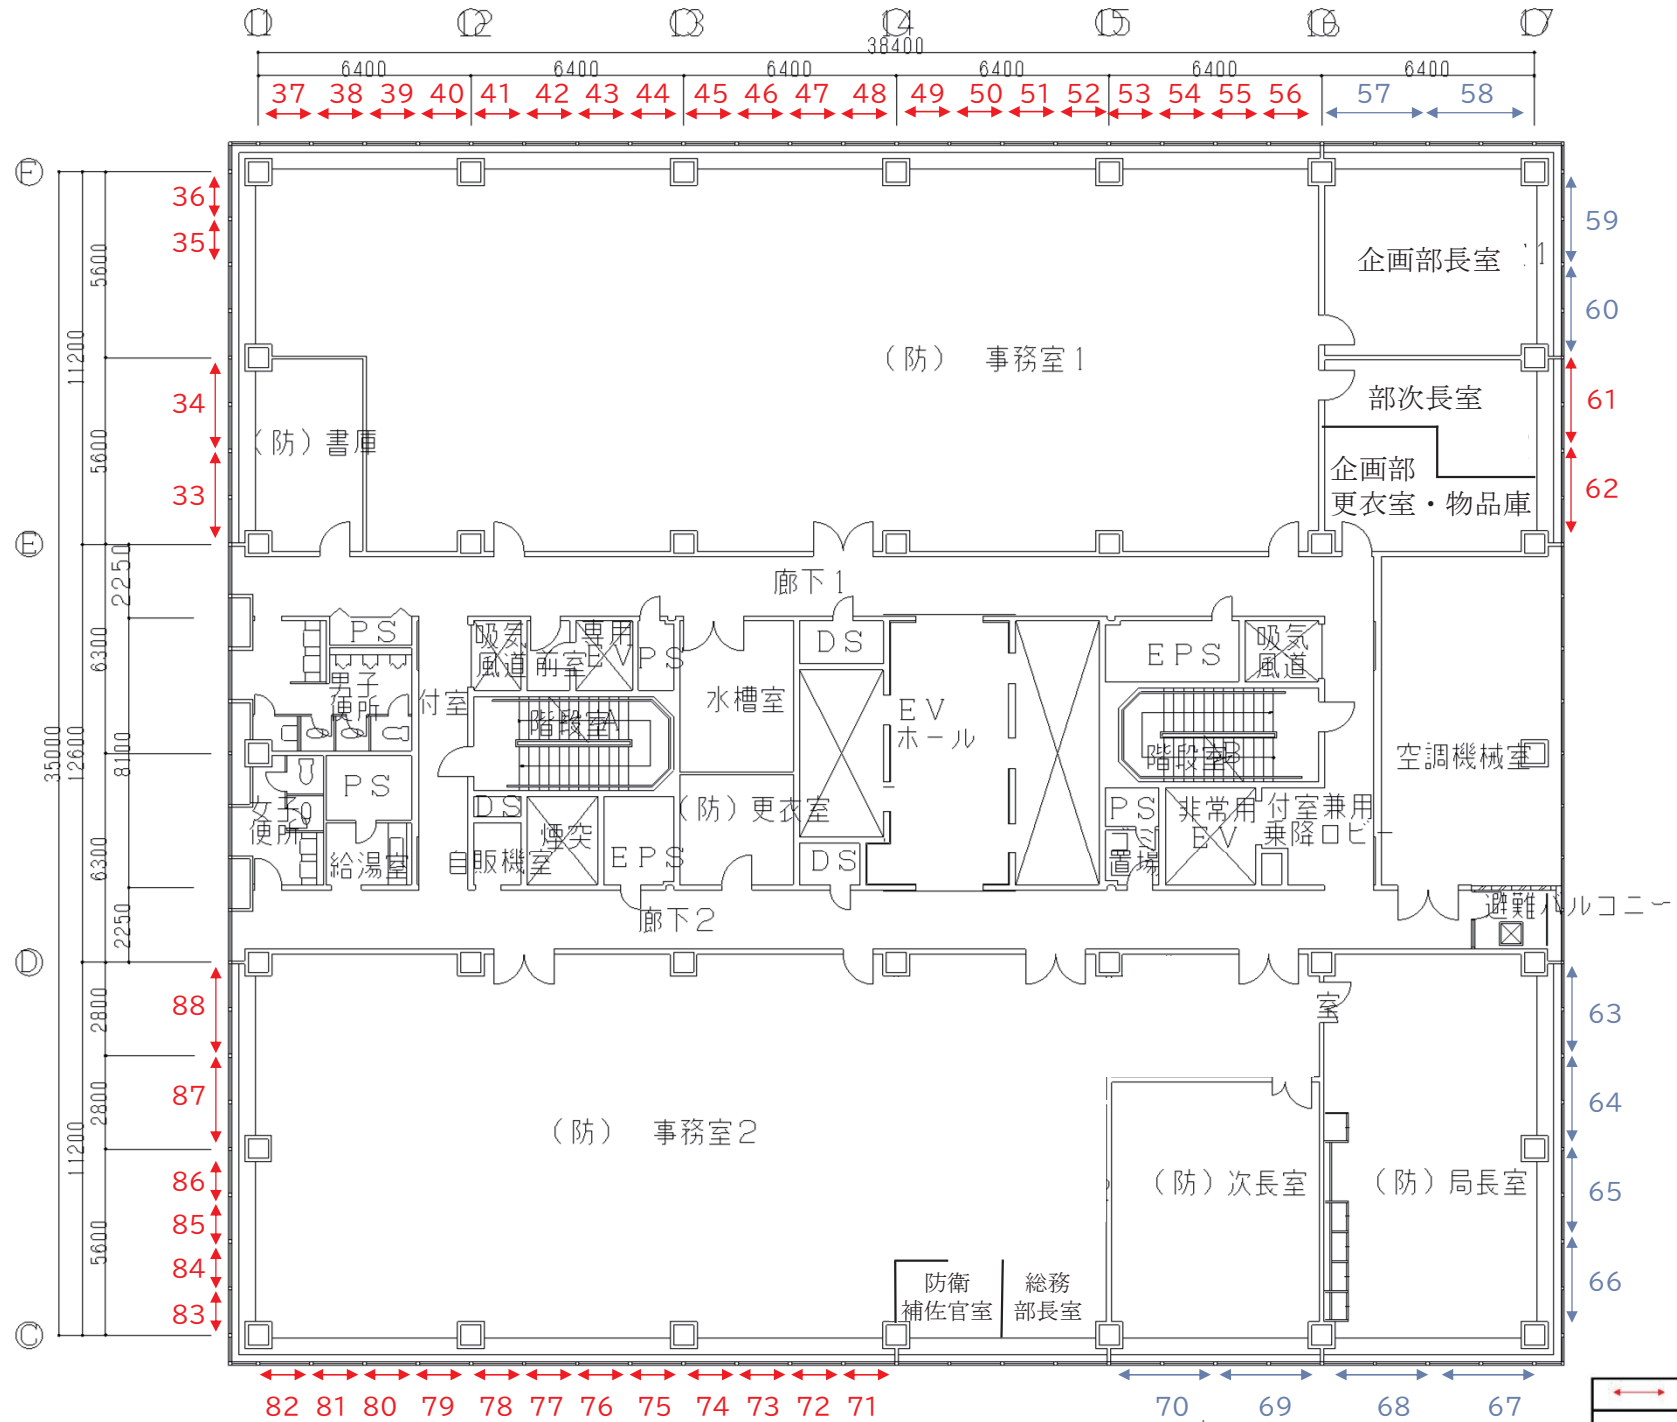 11 12 13 14 15 16 17
38400
6400 6400 6400 6400 6400 6400
37 38 39 40 41 42 43 44 45 46 47 48 49 50 51 52 53 54 55 56 57 58
F
36
59
35
5600
企画部長室
1
60
11200
(防) 事務室1
34
61
部次長室
5600
(防)書庫
企画部
33
62
更衣室・物品庫
E
2250
廊下1
PS
吸気
風道
前室
専用
EV
PS
DS
EPS
吸気
風道
6300
男子
便所
付室
階段室A
水槽室
EV
ホール
階段室B
空調機械室
35000
12600
8100
PS
女子
便所
DS
煙突
(防)更衣室
PS
非常用
EV
付室兼用
乗降ロビー
6300
給湯室
自販機室
EPS
DS
置場
2250
廊下2
避難バルコニー
D
88
2800
室
63
87
2800
64
11200
(防) 事務室2
86
(防)次長室
(防)局長室
65
85
5600
84
防衛
補佐官室
総務
部長室
66
83
C
82 81 80 79 78 77 76 75 74 73 72 71 70 69 68 67